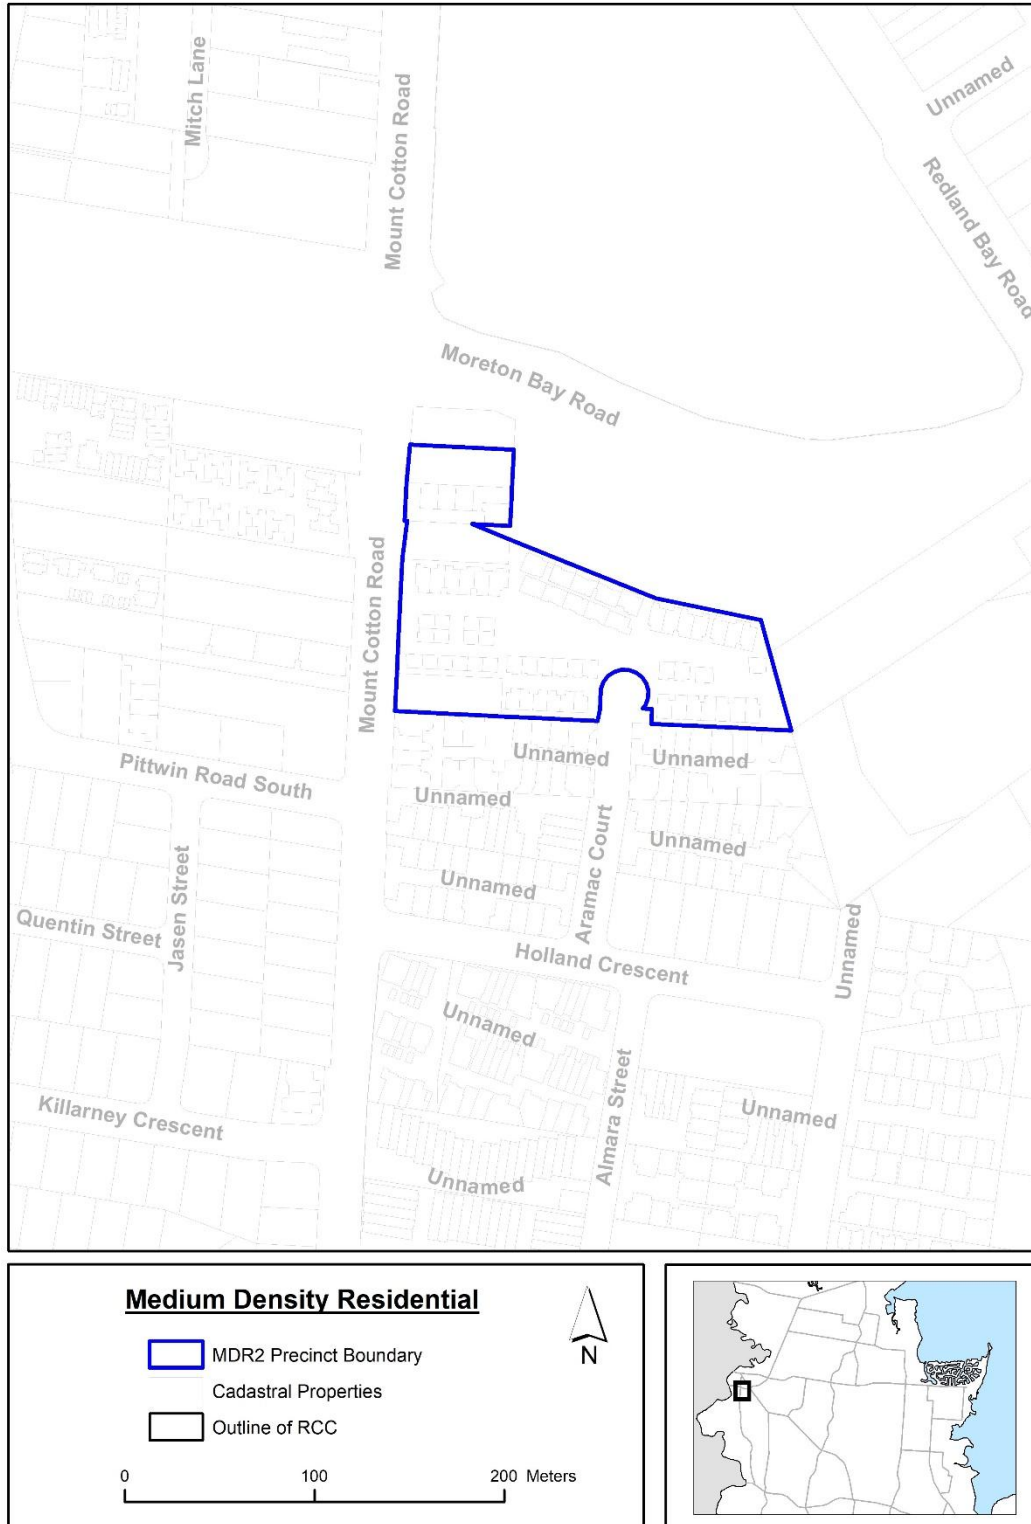 Mitch Lane
Mount Cotton Road
Unnamed
Redland Bay Road
Moreton Bay Road
Mount Cotton Road
Pittwin Road South
Unnamed
Unnamed
Unnamed
Aramac Court
Unnamed
Jasen Street
Unnamed
Quentin Street
Holland Crescent
Unnamed
Unnamed
Almara Street
Killarney Crescent
Unnamed
Unnamed
Medium Density Residential
MDR2 Precinct Boundary
Cadastral Properties
Outline of RCC
N
0 100 200 Meters